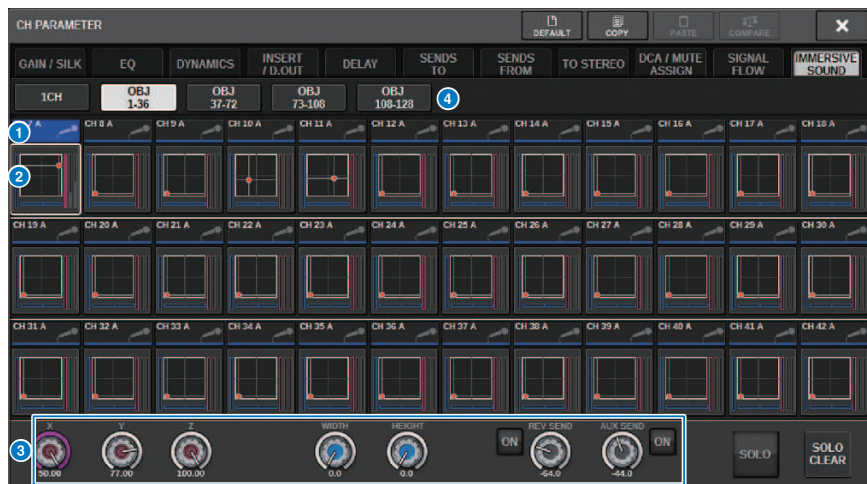 CH PARAMETER
DEFAULT COPY PASTE COMPARE
GAIN / SILK EQ DYNAMICS INSERT / D.OUT DELAY SENDS TO SENDS FROM TO STEREO DCA / MUTE ASSIGN SIGNAL FLOW IMMERSIVE SOUND
1CH OBJ 1-36 OBJ 37-72 OBJ 73-108 OBJ 108-128 4
1 7 A CH 8 A CH 9 A CH 10 A CH 11 A CH 12 A CH 13 A CH 14 A CH 15 A CH 16 A CH 17 A CH 18 A
2
CH 19 A CH 20 A CH 21 A CH 22 A CH 23 A CH 24 A CH 25 A CH 26 A CH 27 A CH 28 A CH 29 A CH 30 A
CH 31 A CH 32 A CH 33 A CH 34 A CH 35 A CH 36 A CH 37 A CH 38 A CH 39 A CH 40 A CH 41 A CH 42 A
X Y Z WIDTH HEIGHT REV SEND AUX SEND
3 ON ON SOLO SOLO CLEAR
50.00 77.00 100.00 0.0 0.0 -64.0 -44.0